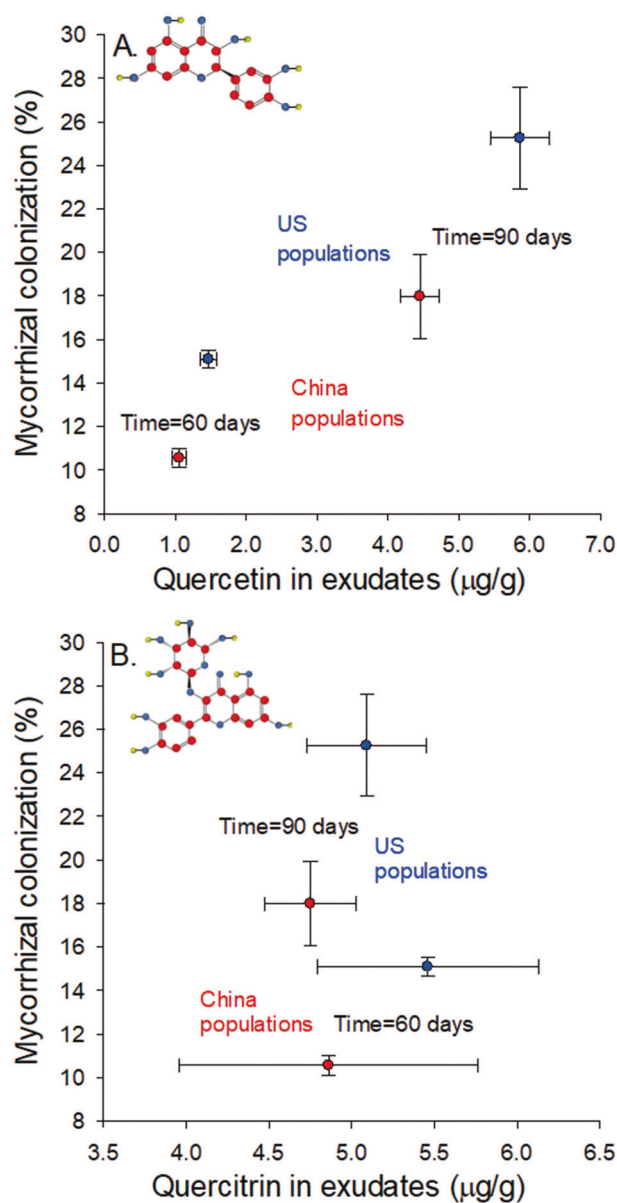 A.
30
28
26
24
22
20
18
16
14
12
10
8
Mycorrhizal colonization (%)
US
populations
Time=90 days
China
populations
Time=60 days
0.0 1.0 2.0 3.0 4.0 5.0 6.0 7.0
Quercetin in exudates (μg/g)
B.
30
28
26
24
22
20
18
16
14
12
10
8
Mycorrhizal colonization (%)
Time=90 days
US
populations
China
populations
Time=60 days
3.5 4.0 4.5 5.0 5.5 6.0 6.5
Quercitrin in exudates (μg/g)